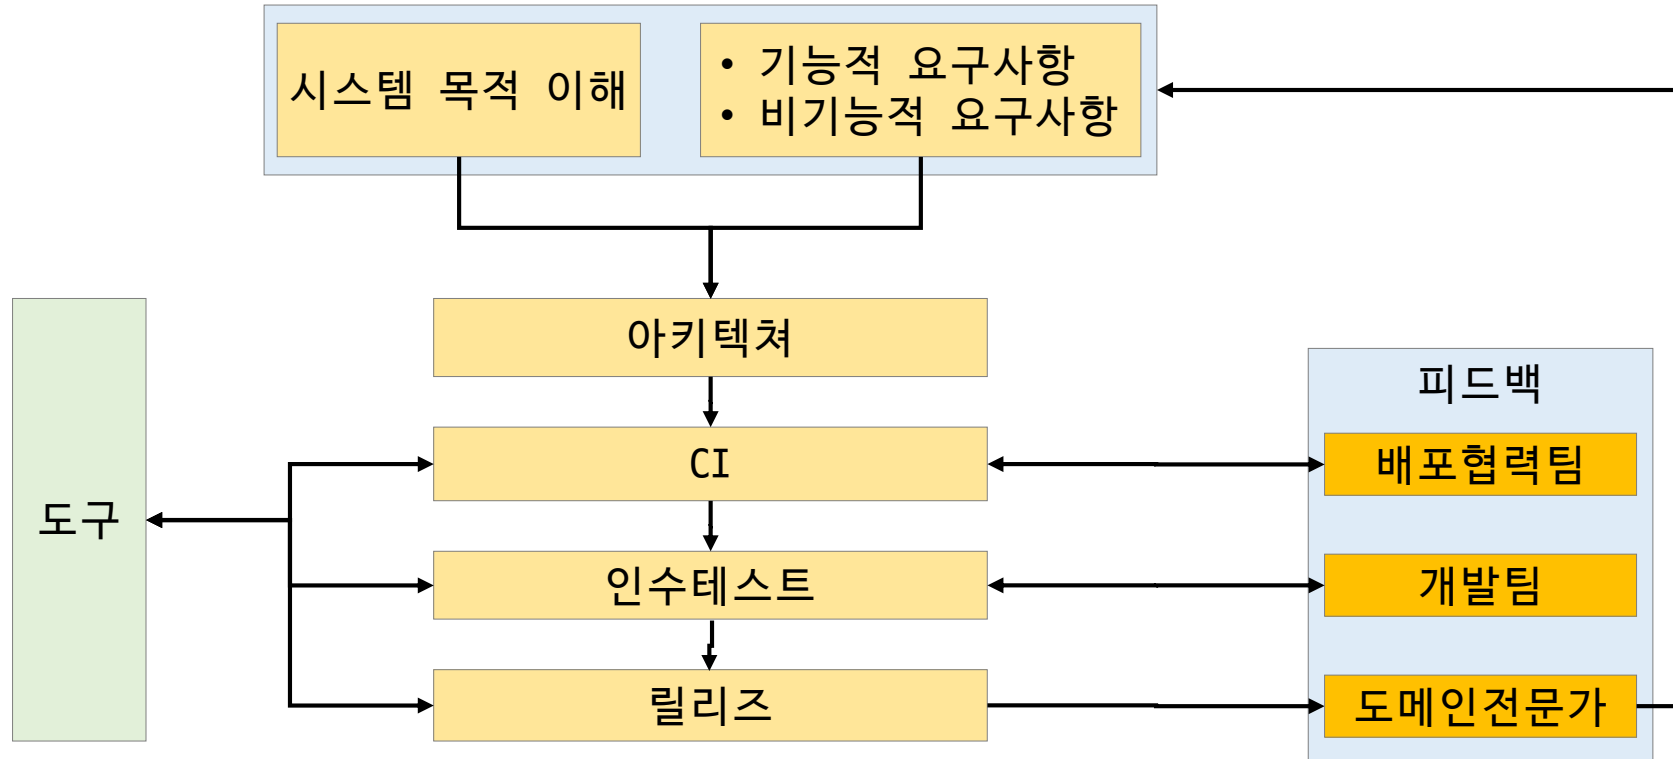 시스템 목적 이해
• 기능적 요구사항
• 비기능적 요구사항
아키텍쳐
피드백
CI
배포협력팀
도구
인수테스트
개발팀
릴리즈
도메인전문가